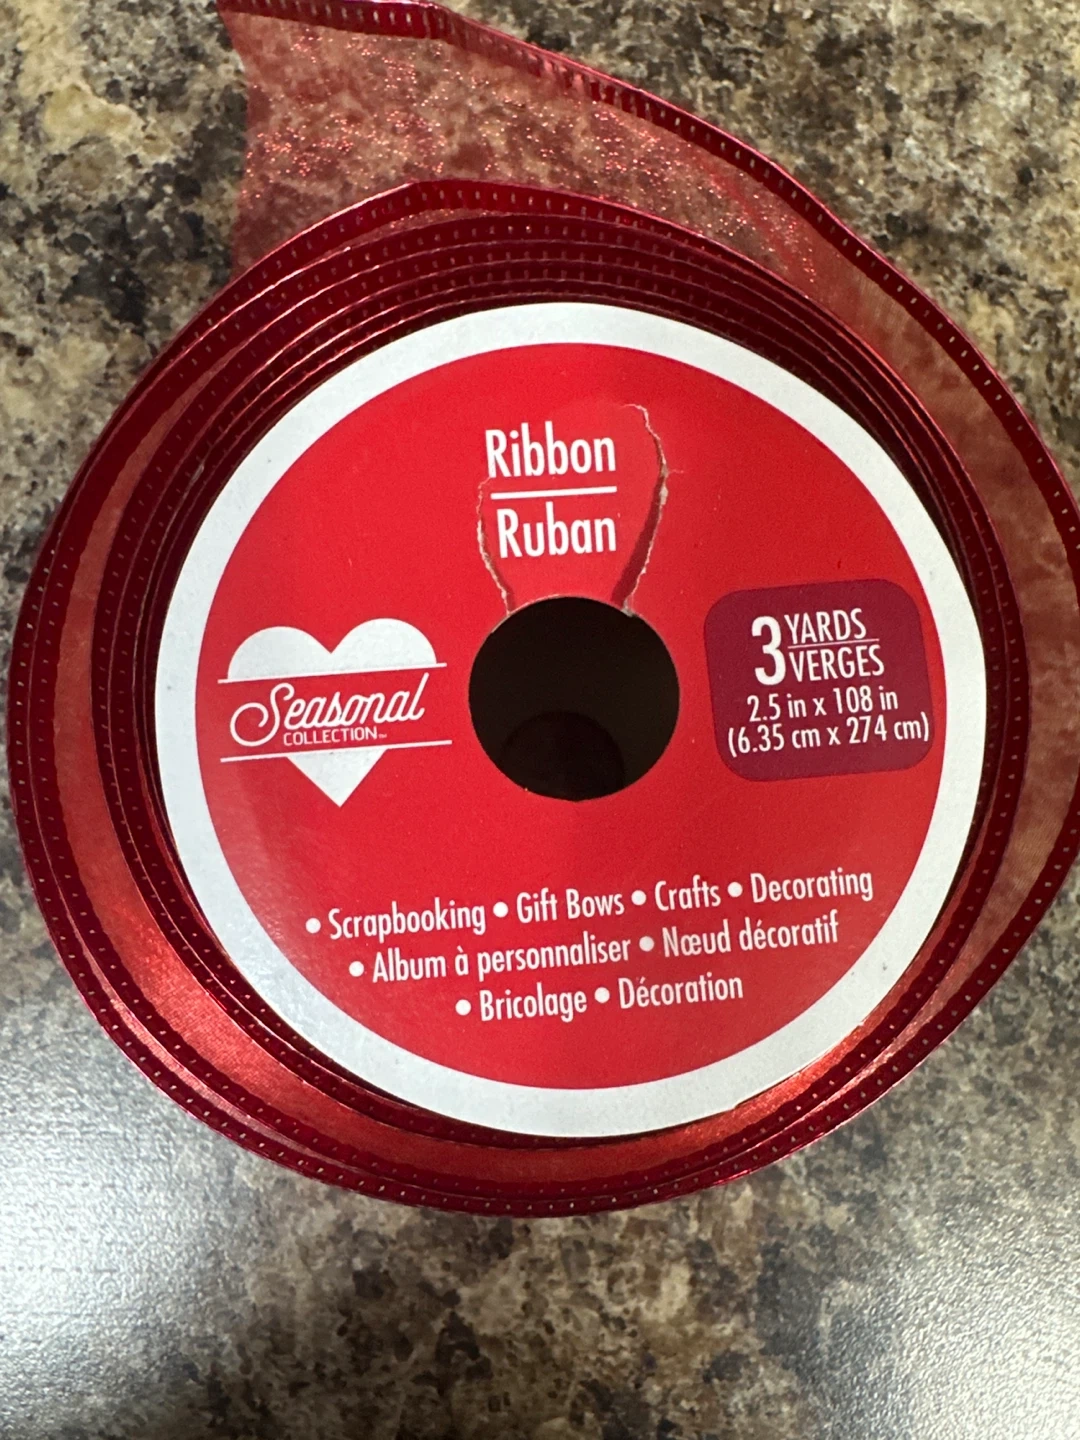 Ribbon
Ruban
Seasonal
COLLECTION™
3 YARDS
VERGES
2.5 in x 108 in
(6.35 cm x 274 cm)
• Scrapbooking • Gift Bows • Crafts • Decorating
• Album à personnaliser • Nœud décoratif
• Bricolage • Décoration